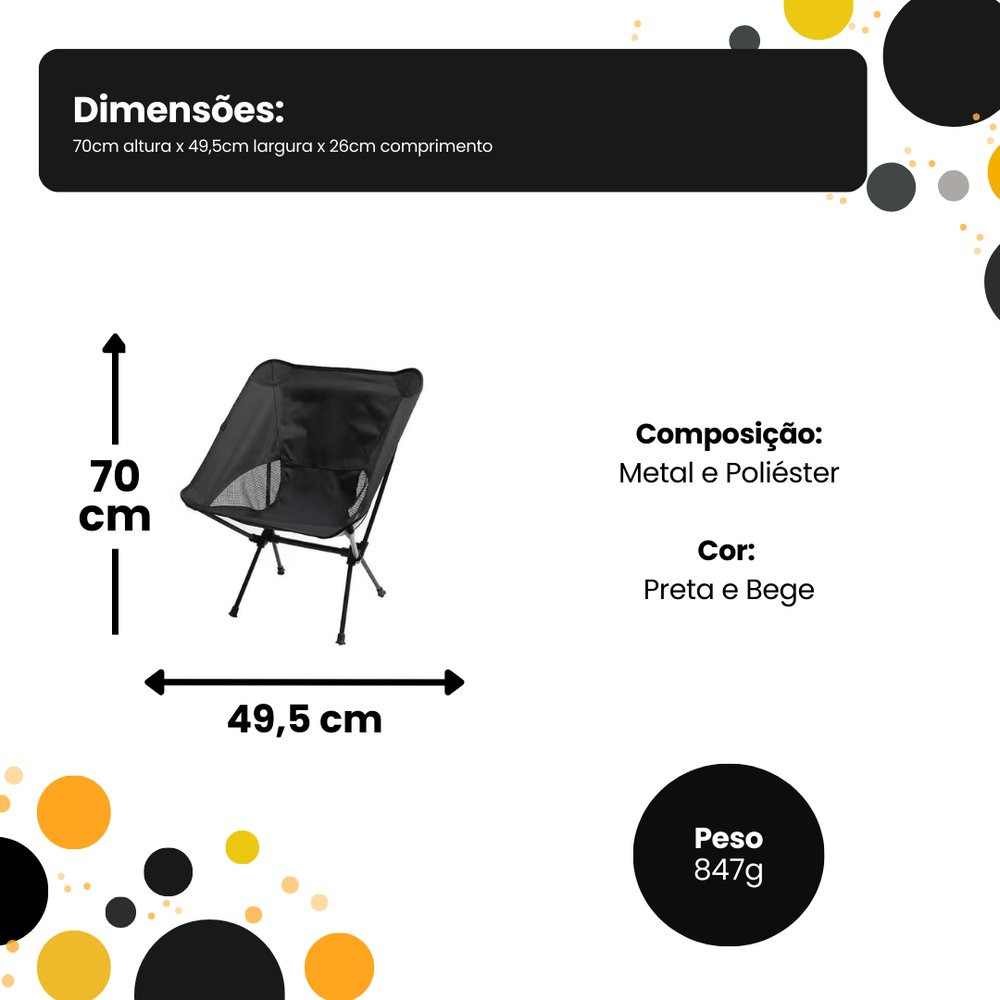 Dimensões:
70cm altura x 49,5cm largura x 26cm comprimento
70
cm
49,5 cm
Composição:
Metal e Poliéster
Cor:
Preta e Bege
Peso
847g